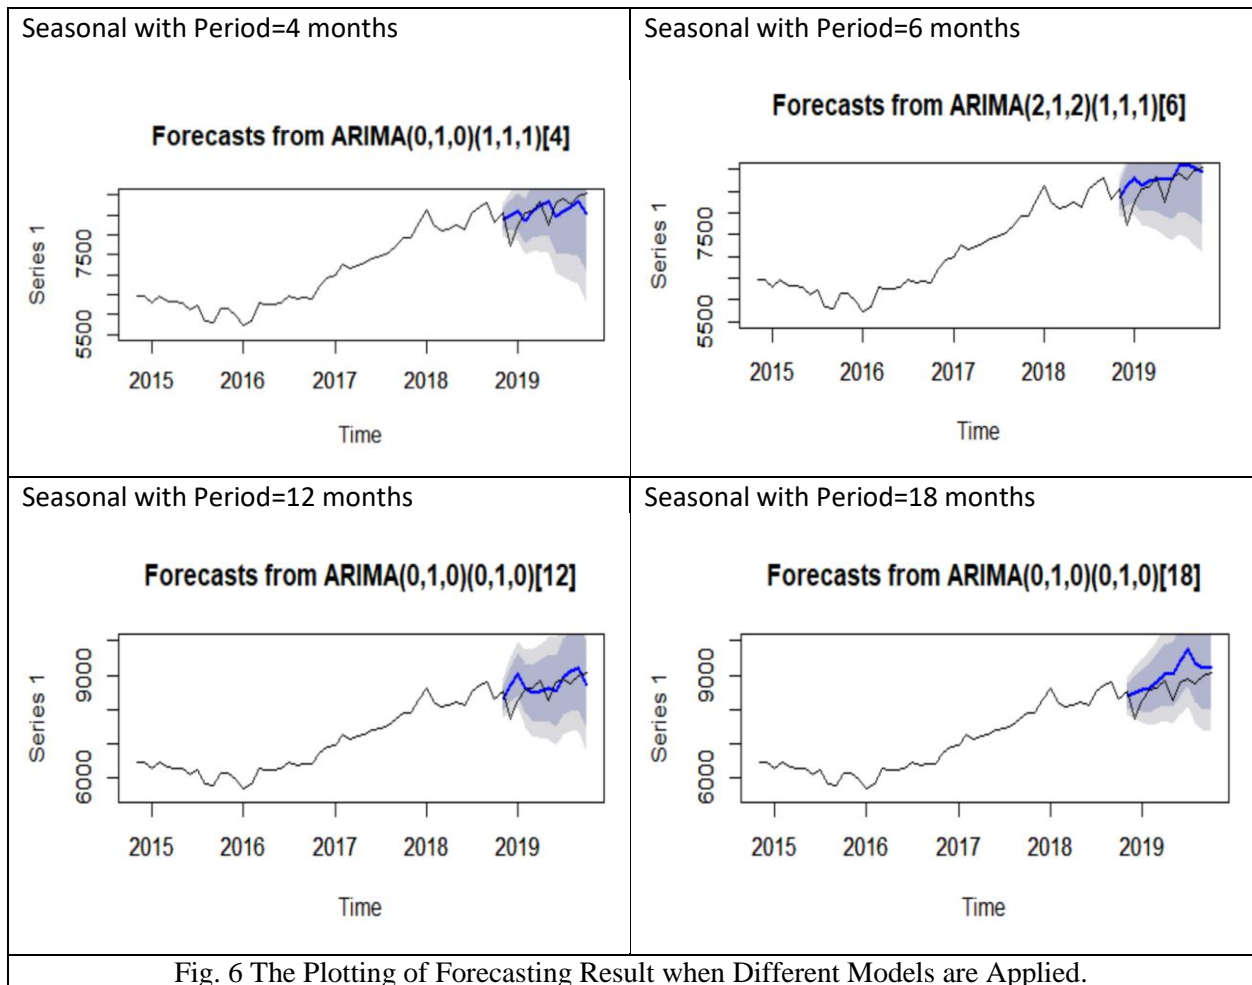 Seasonal with Period=4 months
Forecasts from ARIMA(0,1,0)(1,1,1)[4]
Series 1
7500
5500
2015 2016 2017 2018 2019
Time
Seasonal with Period=6 months
Forecasts from ARIMA(2,1,2)(1,1,1)[6]
Series 1
7500
5500
2015 2016 2017 2018 2019
Time
Seasonal with Period=12 months
Forecasts from ARIMA(0,1,0)(0,1,0)[12]
Series 1
9000
6000
2015 2016 2017 2018 2019
Time
Seasonal with Period=18 months
Forecasts from ARIMA(0,1,0)(0,1,0)[18]
Series 1
9000
6000
2015 2016 2017 2018 2019
Time
Fig. 6 The Plotting of Forecasting Result when Different Models are Applied.